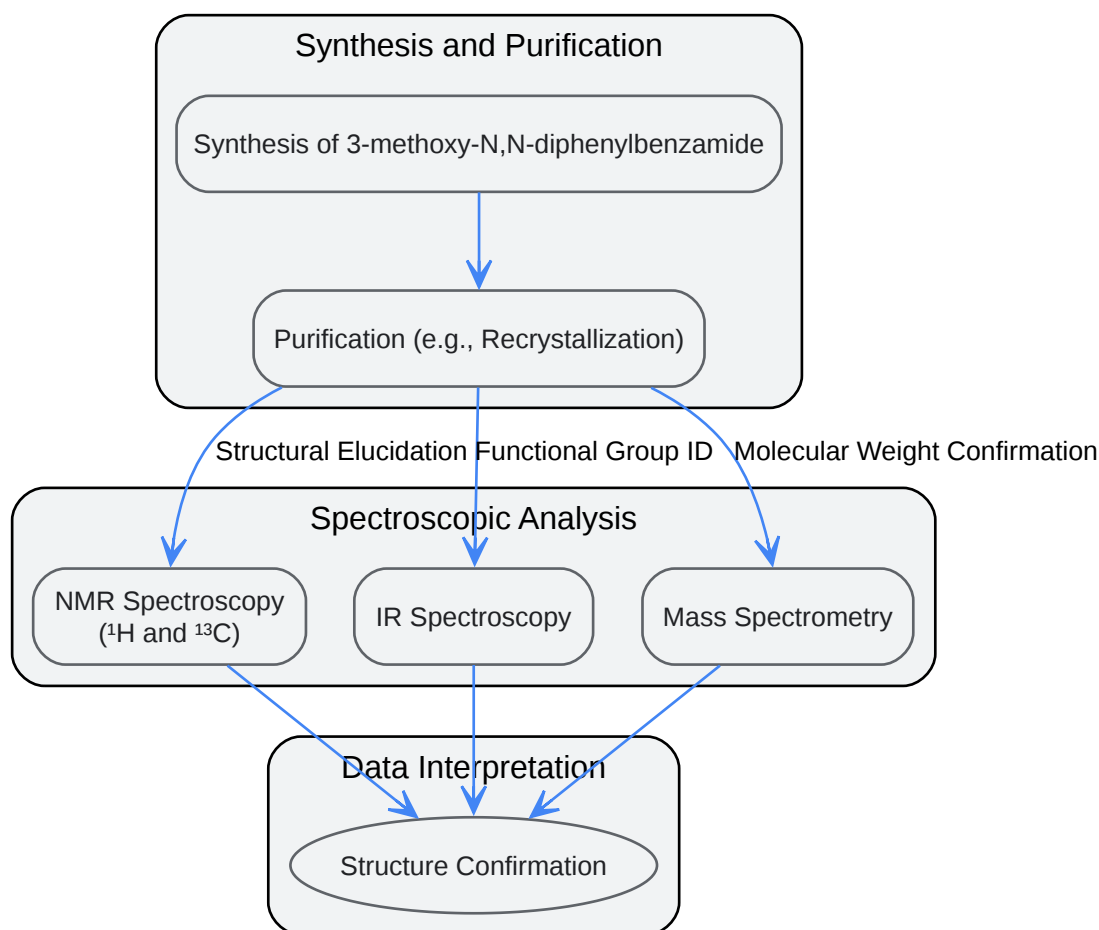 Synthesis and Purification
Synthesis of 3-methoxy-N,N-diphenylbenzamide
Purification (e.g., Recrystallization)
Structural Elucidation
Functional Group ID
Molecular Weight Confirmation
Spectroscopic Analysis
NMR Spectroscopy
(¹H and ¹³C)
IR Spectroscopy
Mass Spectrometry
Data Interpretation
Structure Confirmation